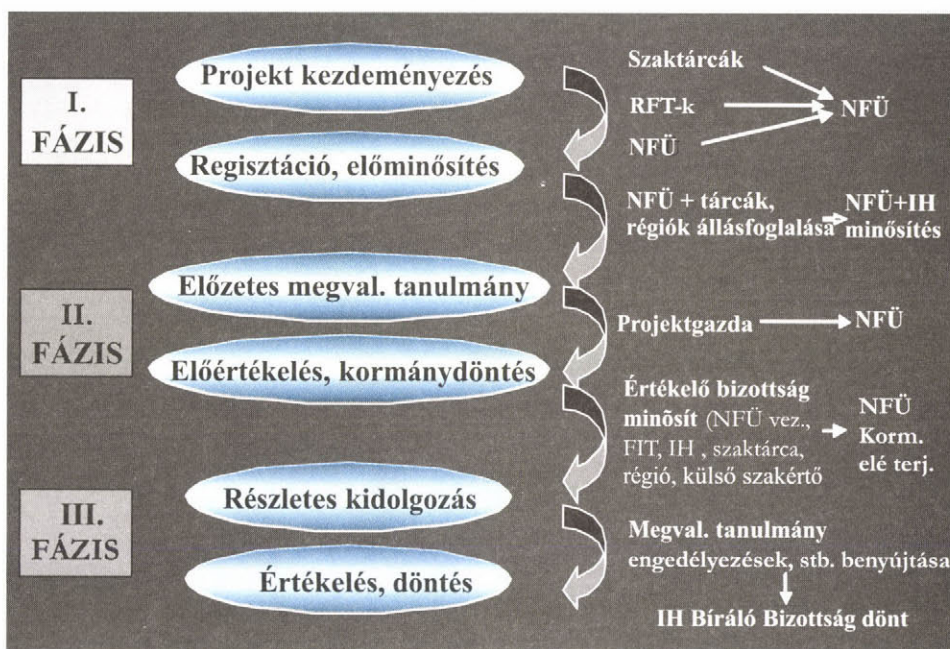 I.
FÁZIS
Projekt kezdeményezés
Regisztáció, előminősítés
Szaktárcák
RFT-k
NFÜ
NFÜ
NFÜ + tárcák,
régiók állásfoglalása
NFÜ+IH
minősítés
II.
FÁZIS
Előzetes megval. tanulmány
Előértékelés, kormánydöntés
Projektgazda
NFÜ
Értékelő bizottság
minõsít (NFÜ vez.,
FIT, IH , szaktárca,
régió, külső szakértő
NFÜ
Korm.
elé terj.
III.
FÁZIS
Részletes kidolgozás
Értékelés, döntés
Megval. tanulmány
engedélyezések, stb. benyújtása
IH Bíráló Bizottság dönt